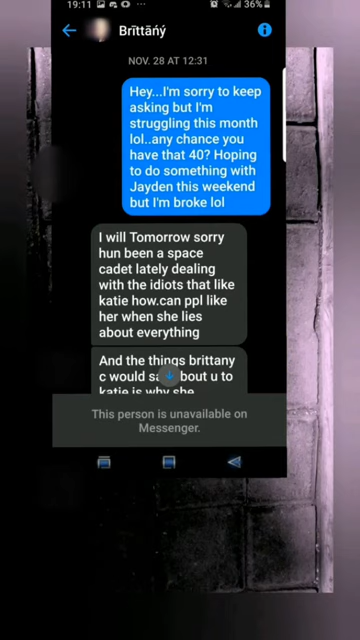 19:11
36%
Brïttāńý
NOV. 28 AT 12:31
Hey...I'm sorry to keep
asking but I'm
struggling this month
lol..any chance you
have that 40? Hoping
to do something with
Jayden this weekend
but I'm broke lol
I will Tomorrow sorry
hun been a space
cadet lately dealing
with the idiots that like
katie how.can ppl like
her when she lies
about everything
And the things brittany
c would bout u to
katie is why she
This person is unavailable on
Messenger.